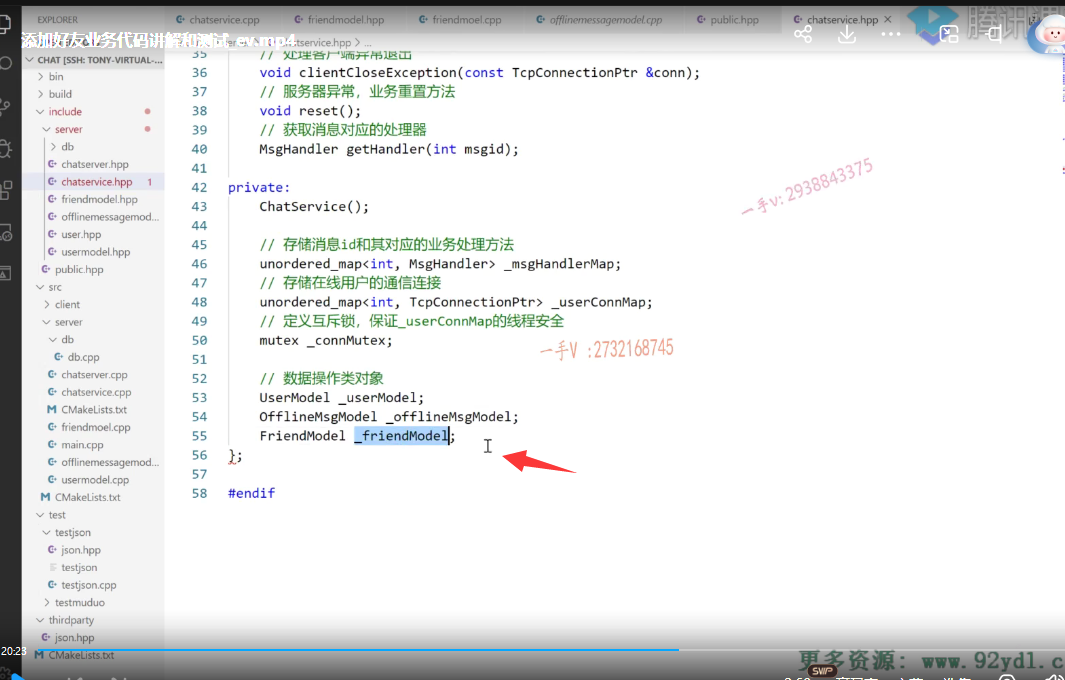 EXPLORER
chatservice.cpp
friendmodel.hpp
friendmoel.cpp
offlinemessagemodel.cpp
public.hpp
chatservice.hpp
添加好友业务代码讲解和测试_ev.mp4
CHAT [SSH: TONY-VIRTUAL-...
bin
build
include
server
db
chatserver.hpp
chatservice.hpp 1
friendmodel.hpp
offlinemessagemod...
user.hpp
usermodel.hpp
public.hpp
src
client
server
db
db.cpp
chatserver.cpp
chatservice.cpp
CMakeLists.txt
friendmoel.cpp
main.cpp
offlinemessagemod...
usermodel.cpp
CMakeLists.txt
test
testjson
json.hpp
testjson
testjson.cpp
testmuduo
thirdparty
json.hpp
CMakeLists.txt
35 // 处理客户端异常退出
36 void clientCloseException(const TcpConnectionPtr &conn);
37 // 服务器异常，业务重置方法
38 void reset();
39 // 获取消息对应的处理器
40 MsgHandler getHandler(int msgid);
41
42 private:
43 ChatService();
44
45 // 存储消息id和其对应的业务处理方法
46 unordered_map<int, MsgHandler> _msgHandlerMap;
47 // 存储在线用户的通信连接
48 unordered_map<int, TcpConnectionPtr> _userConnMap;
49 // 定义互斥锁，保证_userConnMap的线程安全
50 mutex _connMutex;
51
52 // 数据操作类对象
53 UserModel _userModel;
54 OfflineMsgModel _offlineMsgModel;
55 FriendModel _friendModel;
56 };
57
58 #endif
一手v: 2938843375
一手V :2732168745
20:23
更多资源: www.92ydl.c
SVIP